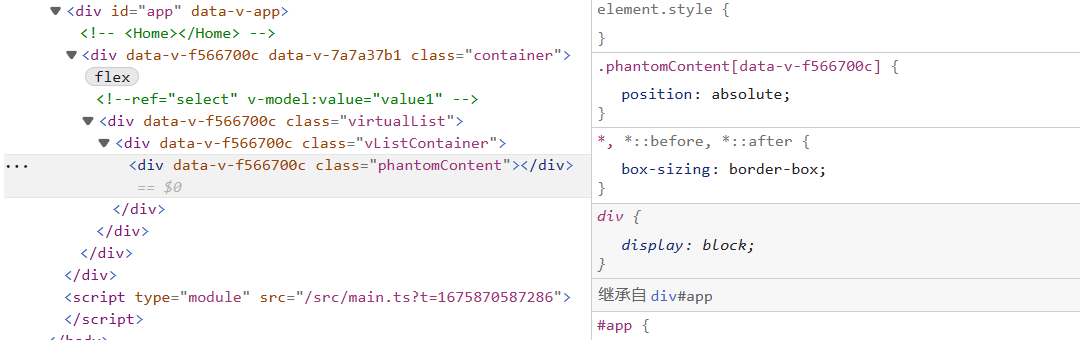 <div id="app" data-v-app>
<!-- <Home></Home> -->
<div data-v-f566700c data-v-7a7a37b1 class="container">
flex
<!--ref="select" v-model:value="value1" -->
<div data-v-f566700c class="virtualList">
<div data-v-f566700c class="vListContainer">
... <div data-v-f566700c class="phantomContent"></div>
== $0
</div>
</div>
</div>
</div>
<script type="module" src="/src/main.ts?t=1675870587286">
</script>
</body>
element.style {
}
.phantomContent[data-v-f566700c] {
position: absolute;
}
*, *::before, *::after {
box-sizing: border-box;
}
div {
display: block;
}
继承自 div#app
#app {